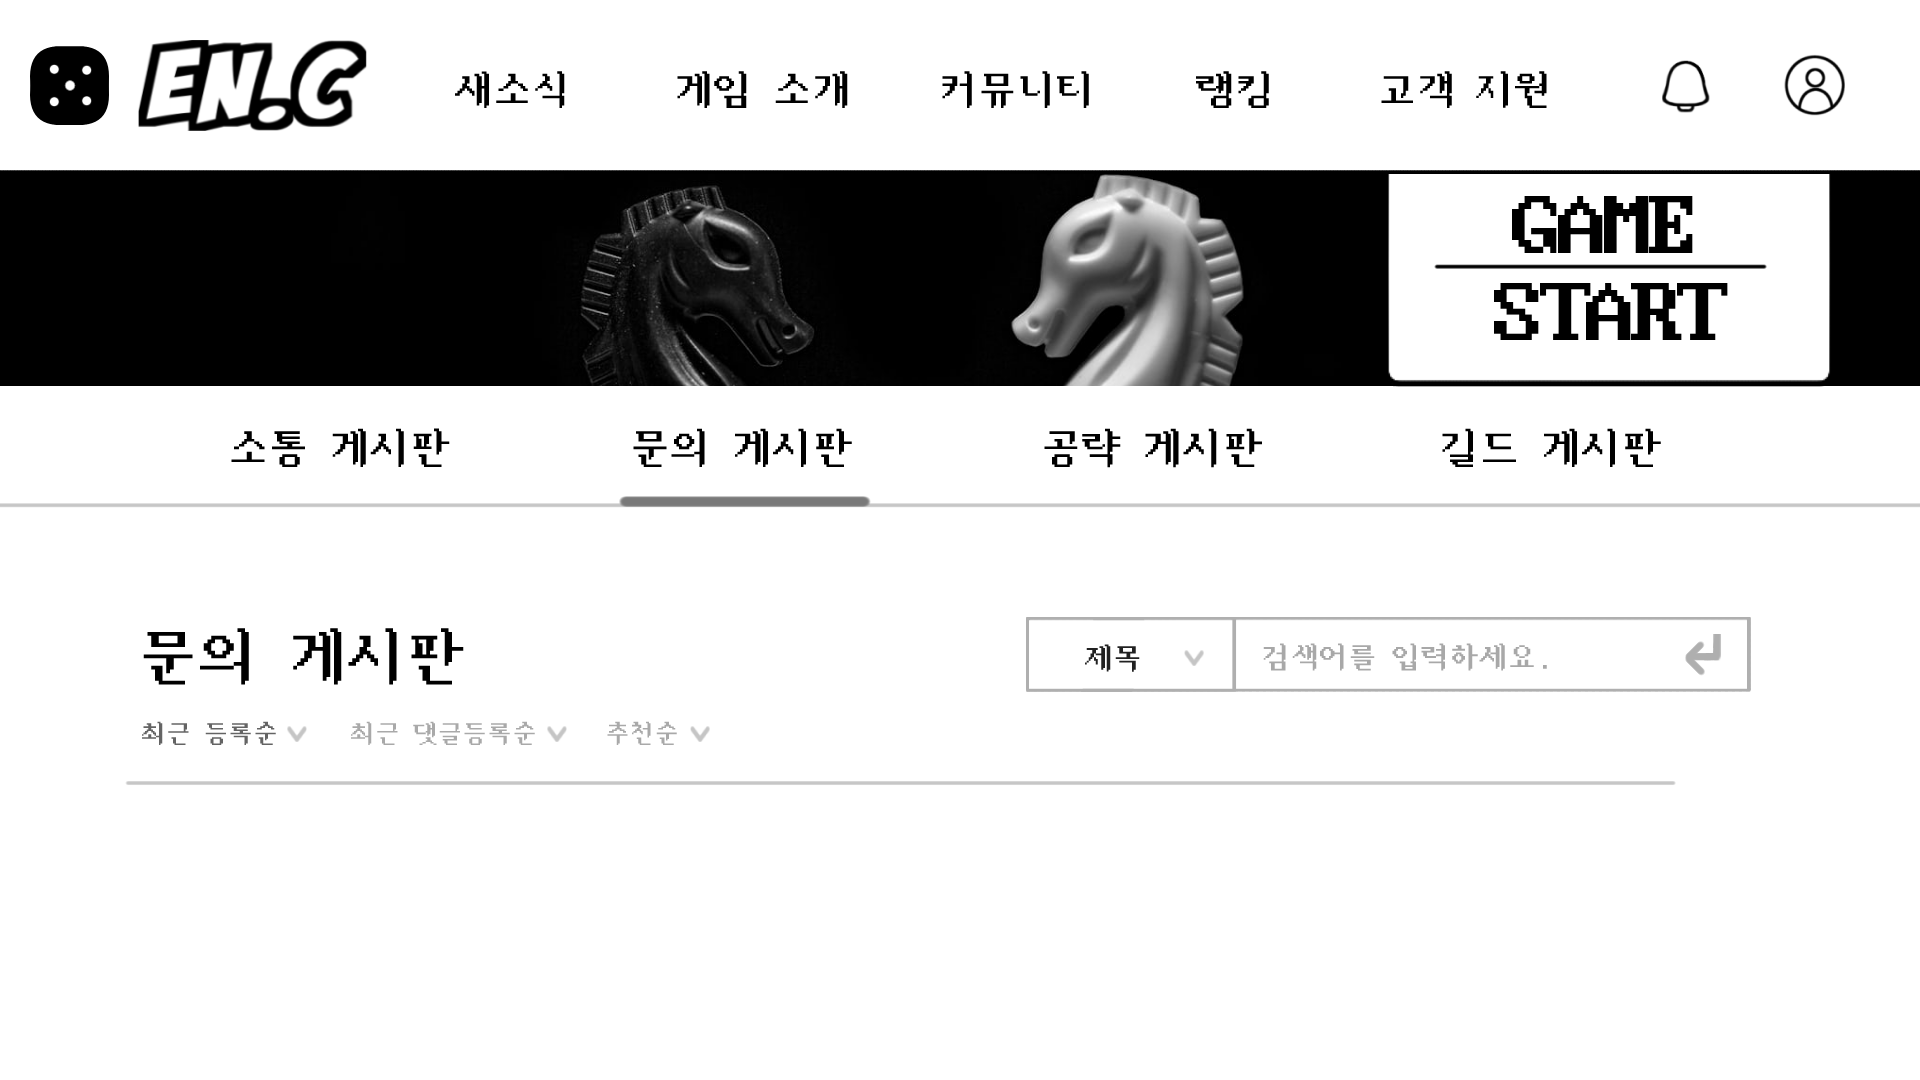 EN.C
새소식 게임 소개 커뮤니티 랭킹 고객 지원
GAME
START
소통 게시판 문의 게시판 공략 게시판 길드 게시판
문의 게시판
제목 검색어를 입력하세요.
최근 등록순 최근 댓글등록순 추천순